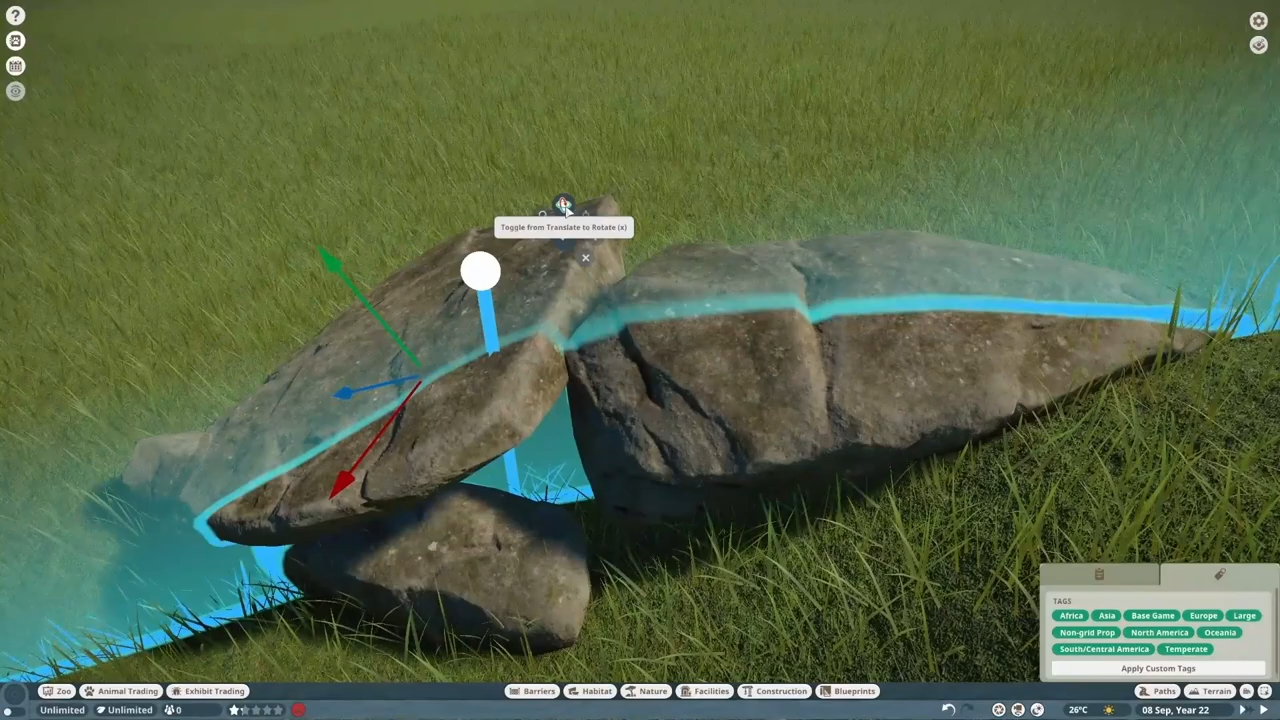 ?
Toggle from Translate to Rotate (x)
TAGS
Africa Asia Base Game Europe Large
Non-grid Prop North America Oceania
South/Central America Temperate
Apply Custom Tags
Zoo Animal Trading Exhibit Trading Barriers Habitat Nature Facilities Construction Blueprints Paths Terrain
Unlimited Unlimited 0 26°C 08 Sep, Year 22